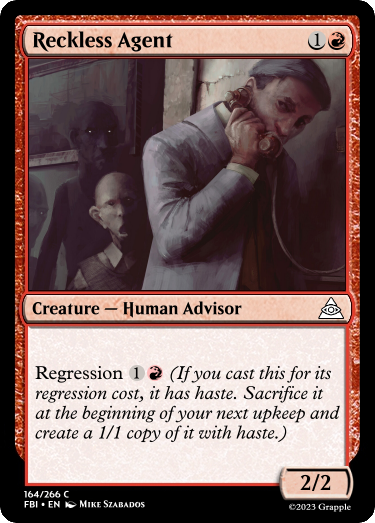 Reckless Agent 1
Creature — Human Advisor
Regression 1 (If you cast this for its
regression cost, it has haste. Sacrifice it
at the beginning of your next upkeep and
create a 1/1 copy of it with haste.)
2/2
164/266 C
FBI • EN Mike Szabados
©2023 Grapple